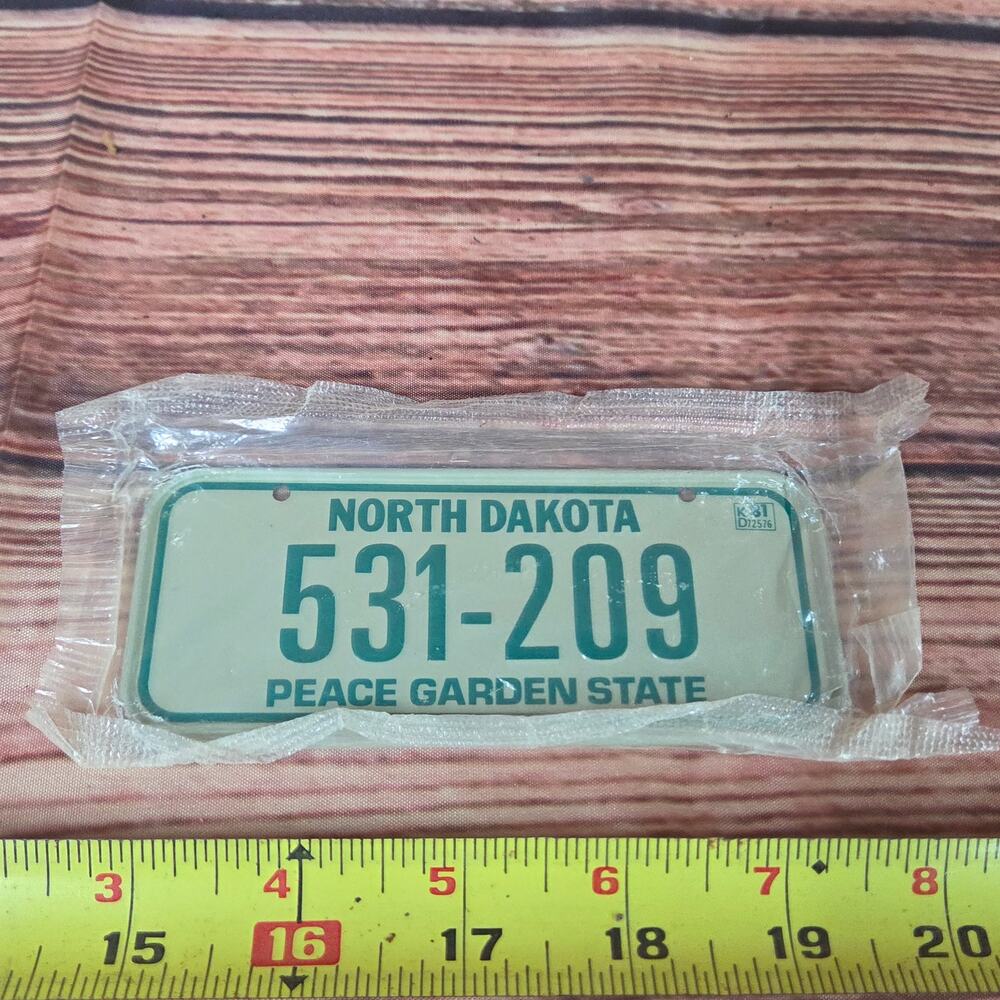 NORTH DAKOTA
81
K
D72576
531-209
PEACE GARDEN STATE
3 4 5 6 7 8
15 16 17 18 19 20